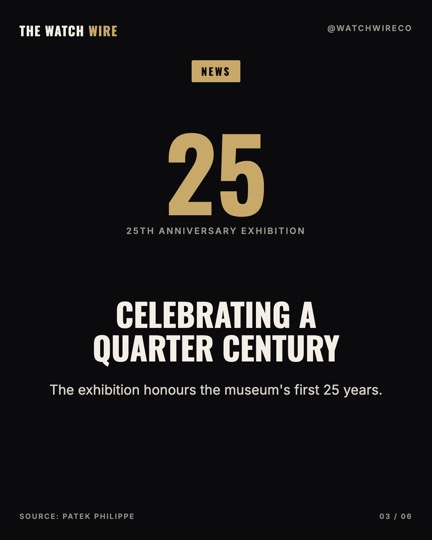 THE WATCH WIRE
@WATCHWIRECO
NEWS
25
25TH ANNIVERSARY EXHIBITION
CELEBRATING A
QUARTER CENTURY
The exhibition honours the museum's first 25 years.
SOURCE: PATEK PHILIPPE
03 / 06